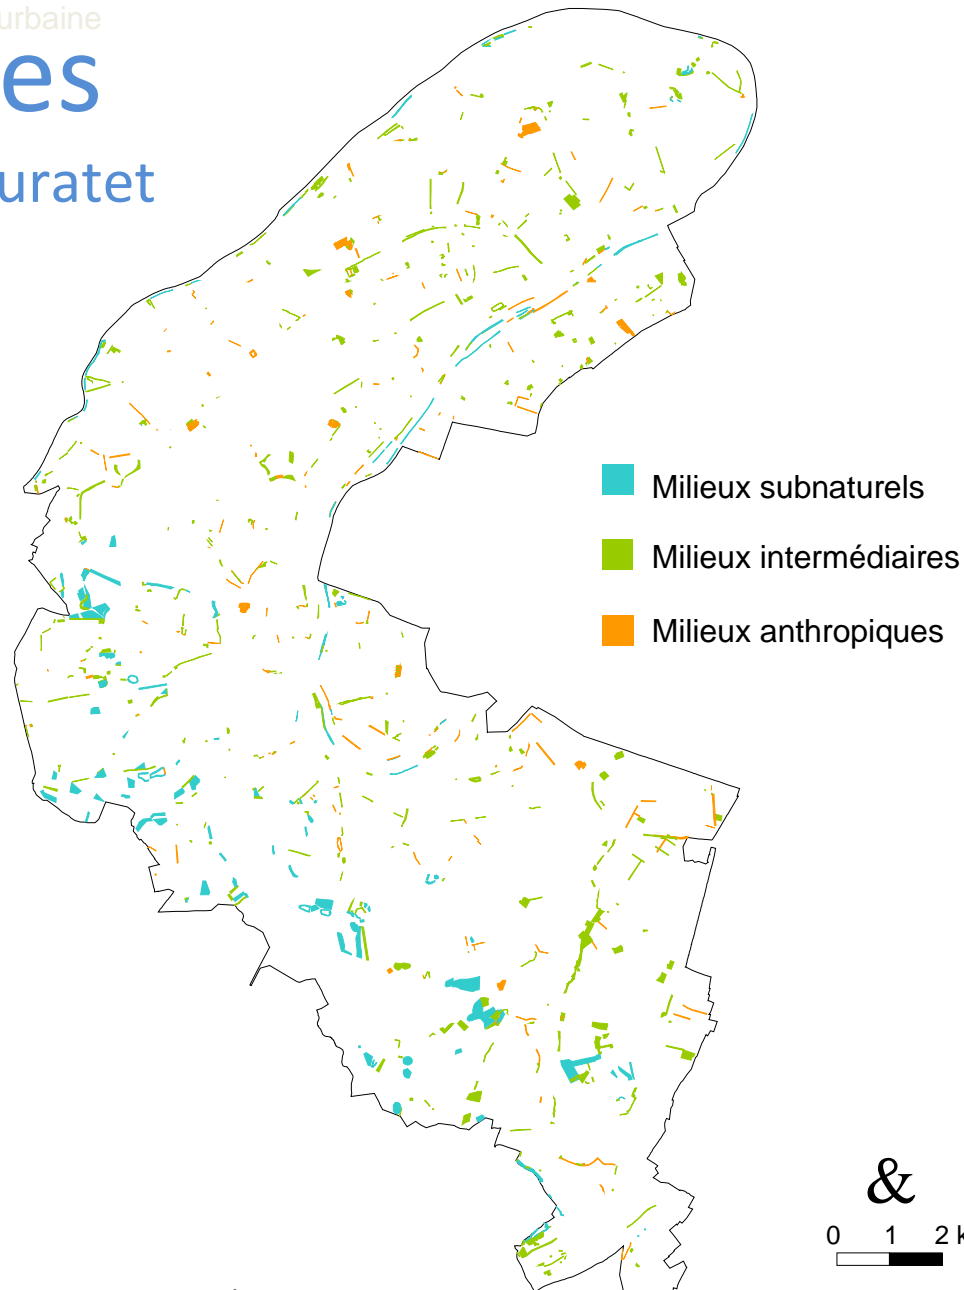 urbaine
es
uratet
Milieux subnaturels
Milieux intermédiaires
Milieux anthropiques
&
0 1 2 k